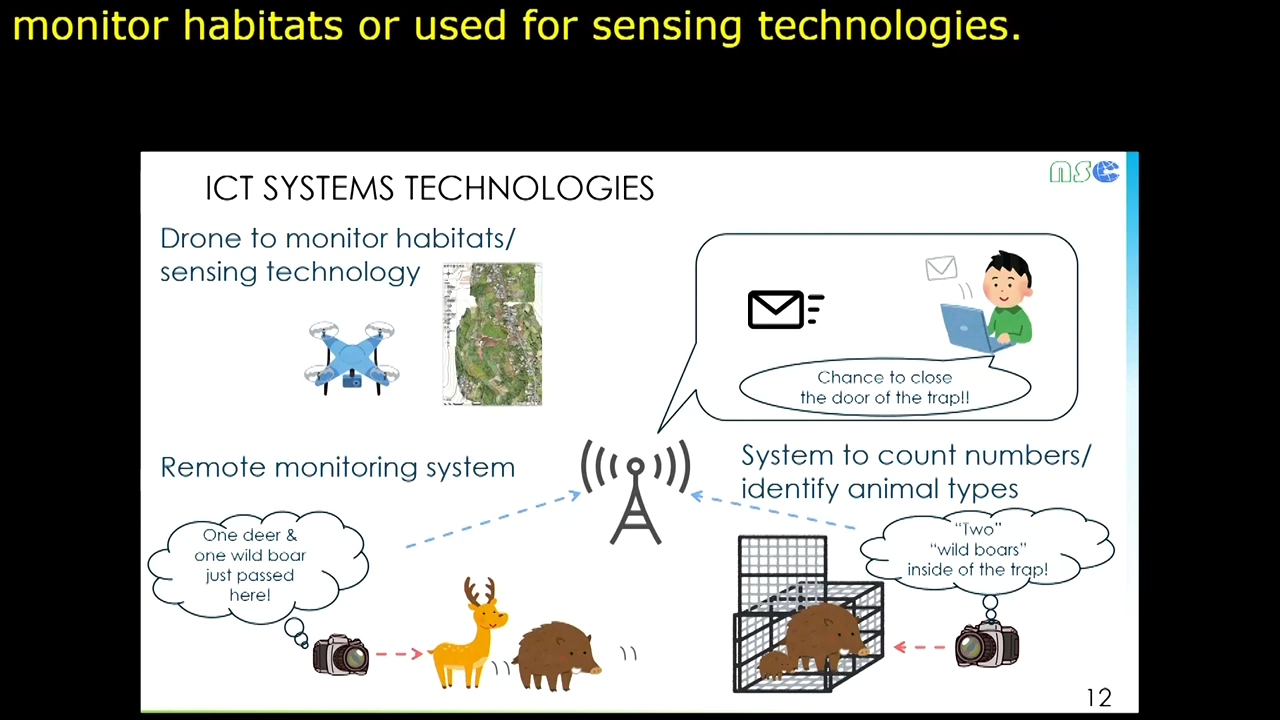 monitor habitats or used for sensing technologies.
nsc
ICT SYSTEMS TECHNOLOGIES
Drone to monitor habitats/
sensing technology
Chance to close
the door of the trap!!
Remote monitoring system
System to count numbers/
identify animal types
One deer &
one wild boar
just passed
here!
“Two”
“wild boars”
inside of the trap!
12